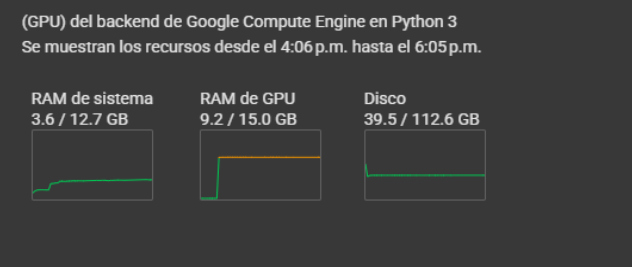 (GPU) del backend de Google Compute Engine en Python 3
Se muestran los recursos desde el 4:06 p.m. hasta el 6:05 p.m.
RAM de sistema
3.6 / 12.7 GB
RAM de GPU
9.2 / 15.0 GB
Disco
39.5 / 112.6 GB